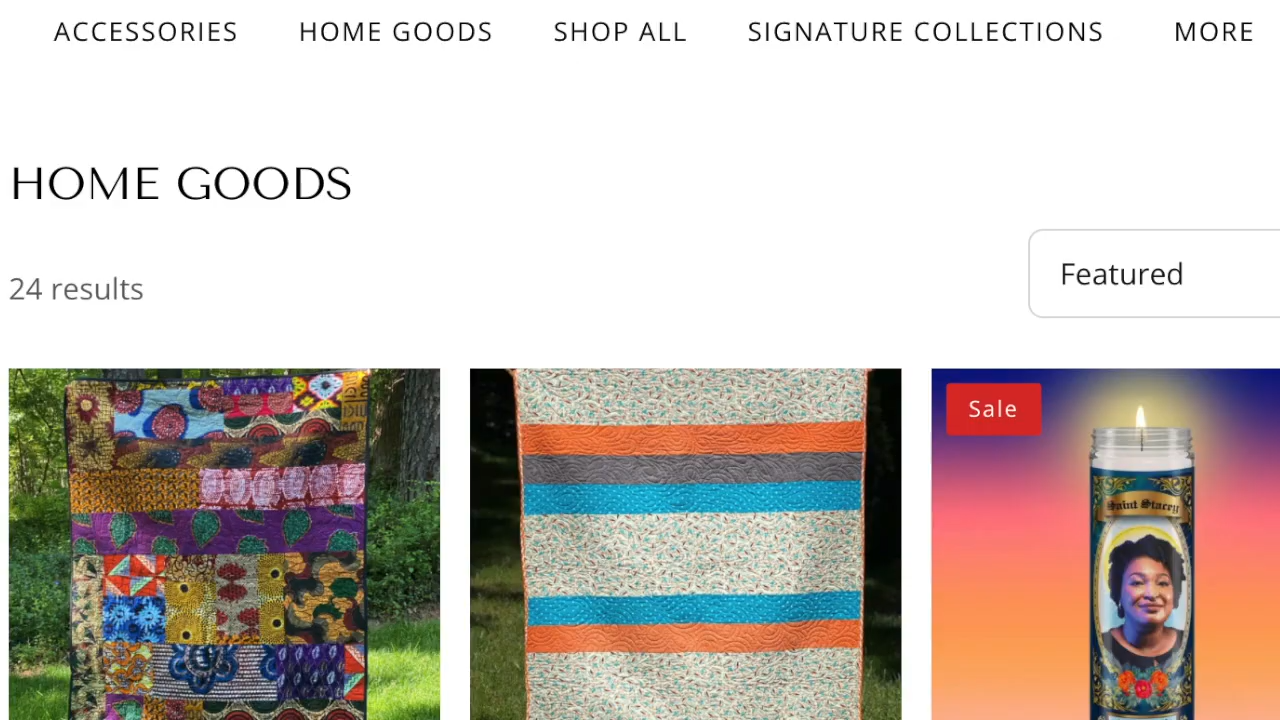 ACCESSORIES HOME GOODS SHOP ALL SIGNATURE COLLECTIONS MORE
HOME GOODS
24 results
Featured
Sale
Saint Stacey